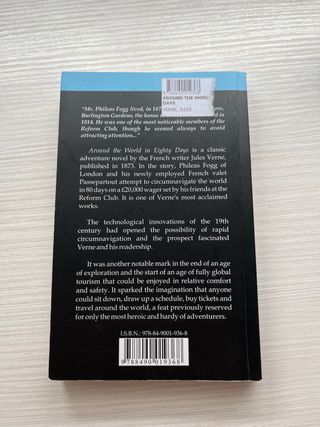 AROUND THE WORL
DAYS
VERNE, JULES
"Mr. Phileas Fogg lived, in 187
Burlington Gardens, the house
1814. He was one of the most noticeable members of the
Reform Club, though he seemed always to avoid
attracting attention..."
Around the World in Eighty Days is a classic
adventure novel by the French writer Jules Verne,
published in 1873. In the story, Phileas Fogg of
London and his newly employed French valet
Passepartout attempt to circumnavigate the world
in 80 days on a £20,000 wager set by his friends at the
Reform Club. It is one of Verne's most acclaimed
works.
The technological innovations of the 19th
century had opened the possibility of rapid
circumnavigation and the prospect fascinated
Verne and his readership.
It was another notable mark in the end of an age
of exploration and the start of an age of fully global
tourism that could be enjoyed in relative comfort
and safety. It sparked the imagination that anyone
could sit down, draw up a schedule, buy tickets and
travel around the world, a feat previously reserved
for only the most heroic and hardy of adventurers.
I.S.B.N.: 978-84-9001-936-8
9 788490 019368